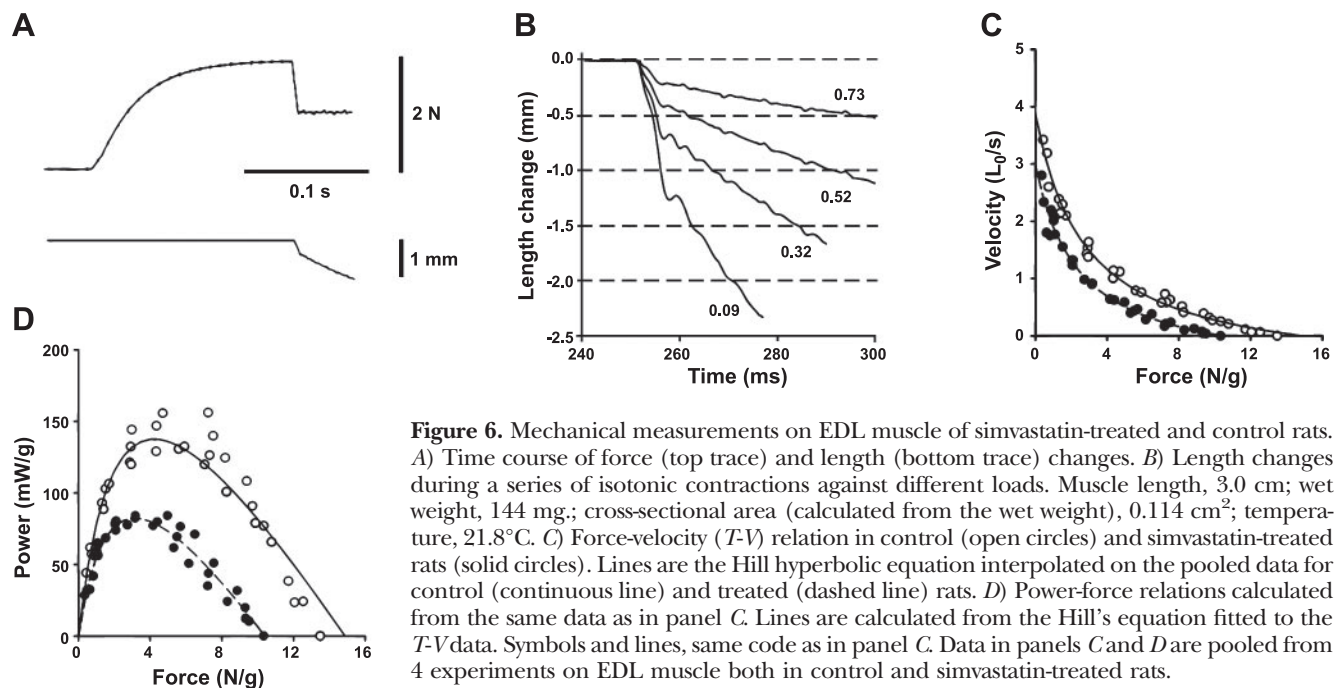 A
2 N
0.1 s
1 mm
B
Length change (mm)
0.0
-0.5
-1.0
-1.5
-2.0
-2.5
0.73
0.52
0.32
0.09
240 260 280 300
Time (ms)
C
Velocity (L₀/s)
5
4
3
2
1
0
0 4 8 12 16
Force (N/g)
D
Power (mW/g)
200
150
100
50
0
0 4 8 12 16
Force (N/g)
Figure 6. Mechanical measurements on EDL muscle of simvastatin-treated and control rats.
A) Time course of force (top trace) and length (bottom trace) changes. B) Length changes
during a series of isotonic contractions against different loads. Muscle length, 3.0 cm; wet
weight, 144 mg.; cross-sectional area (calculated from the wet weight), 0.114 cm²; tempera-
ture, 21.8°C. C) Force-velocity (T-V) relation in control (open circles) and simvastatin-treated
rats (solid circles). Lines are the Hill hyperbolic equation interpolated on the pooled data for
control (continuous line) and treated (dashed line) rats. D) Power-force relations calculated
from the same data as in panel C. Lines are calculated from the Hill's equation fitted to the
T-V data. Symbols and lines, same code as in panel C. Data in panels C and D are pooled from
4 experiments on EDL muscle both in control and simvastatin-treated rats.